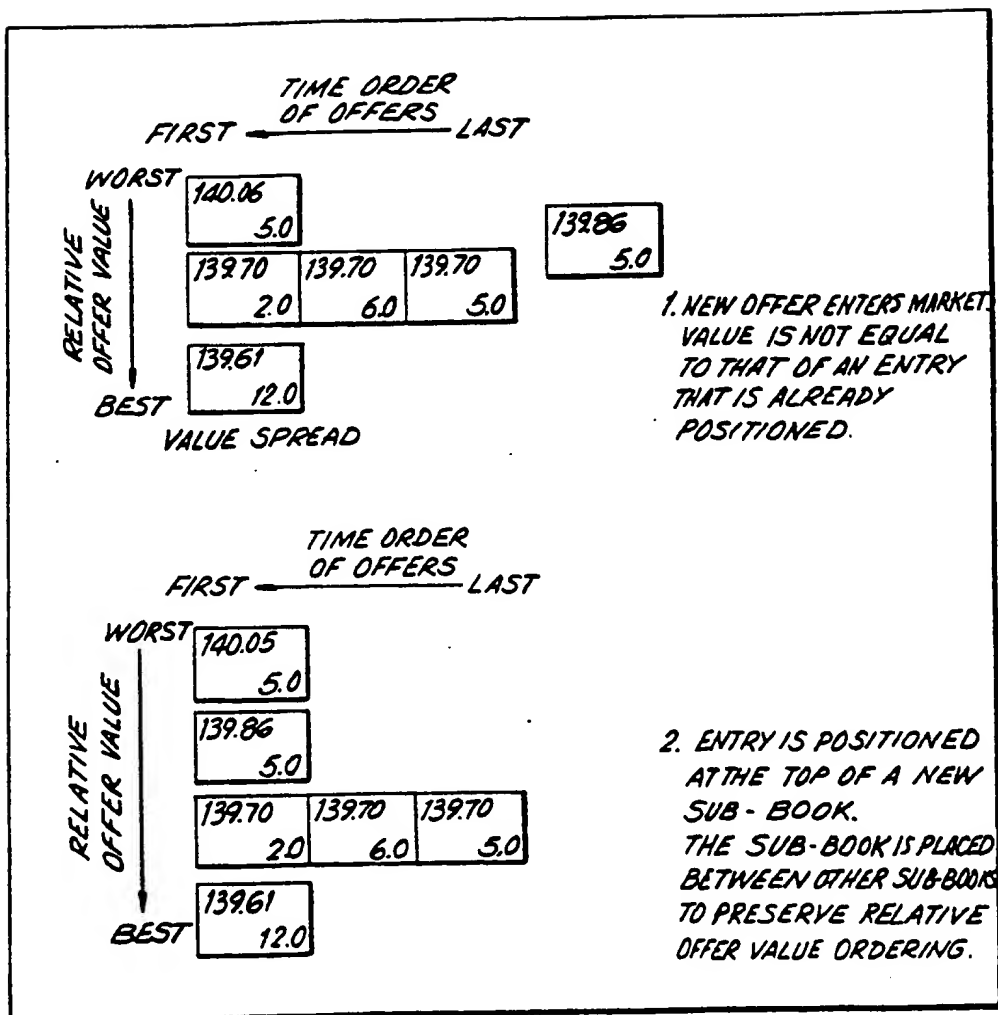 TIME ORDER
OF OFFERS
FIRST LAST
WORST
RELATIVE
OFFER VALUE
140.06
5.0
139.70 139.70 139.70
2.0 6.0 5.0
139.61
12.0
BEST
VALUE SPREAD
139.86
5.0
1. NEW OFFER ENTERS MARKET.
VALUE IS NOT EQUAL
TO THAT OF AN ENTRY
THAT IS ALREADY
POSITIONED.
TIME ORDER
OF OFFERS
FIRST LAST
WORST
RELATIVE
OFFER VALUE
140.05
5.0
139.86
5.0
139.70 139.70 139.70
2.0 6.0 5.0
139.61
12.0
BEST
2. ENTRY IS POSITIONED
AT THE TOP OF A NEW
SUB-BOOK.
THE SUB-BOOK IS PLACED
BETWEEN OTHER SUB-BOOKS
TO PRESERVE RELATIVE
OFFER VALUE ORDERING.